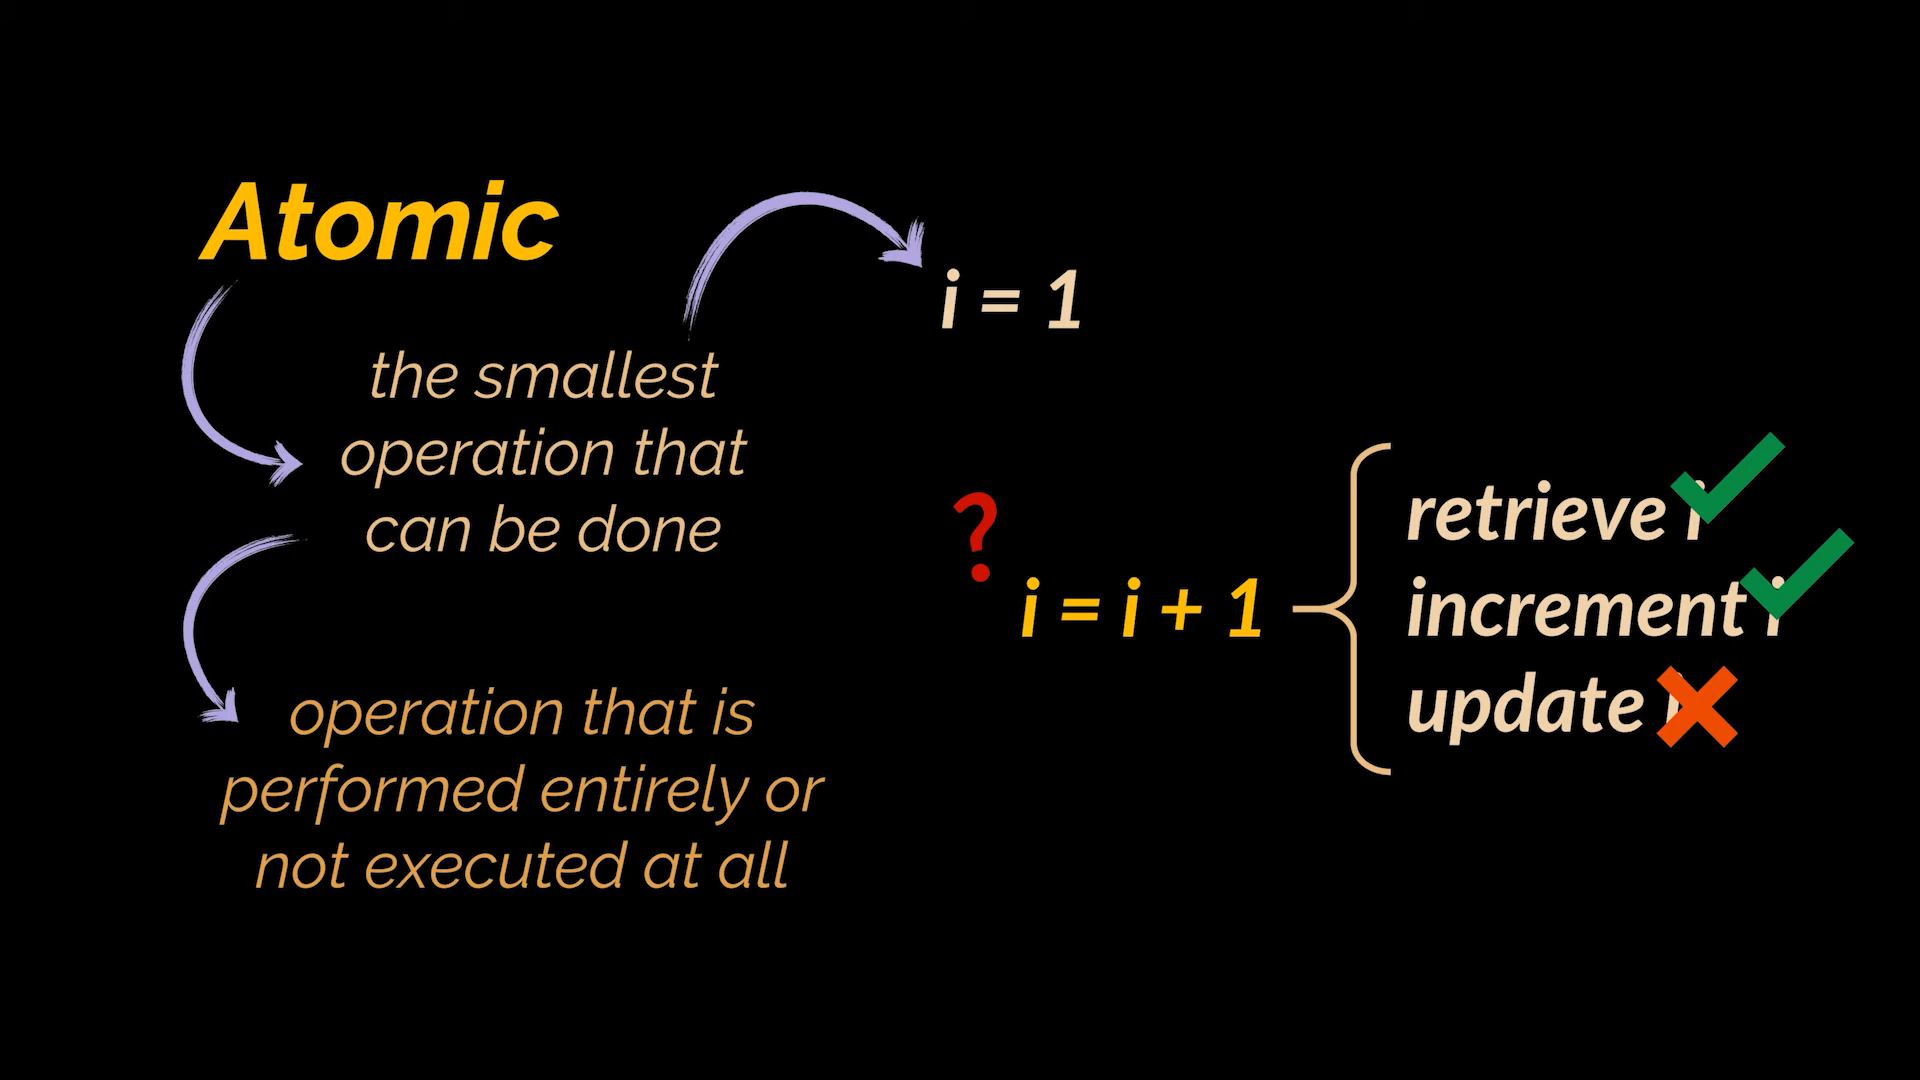 Atomic
the smallest
operation that
can be done
operation that is
performed entirely or
not executed at all
i = 1
?
i = i + 1
retrieve i
increment i
update i